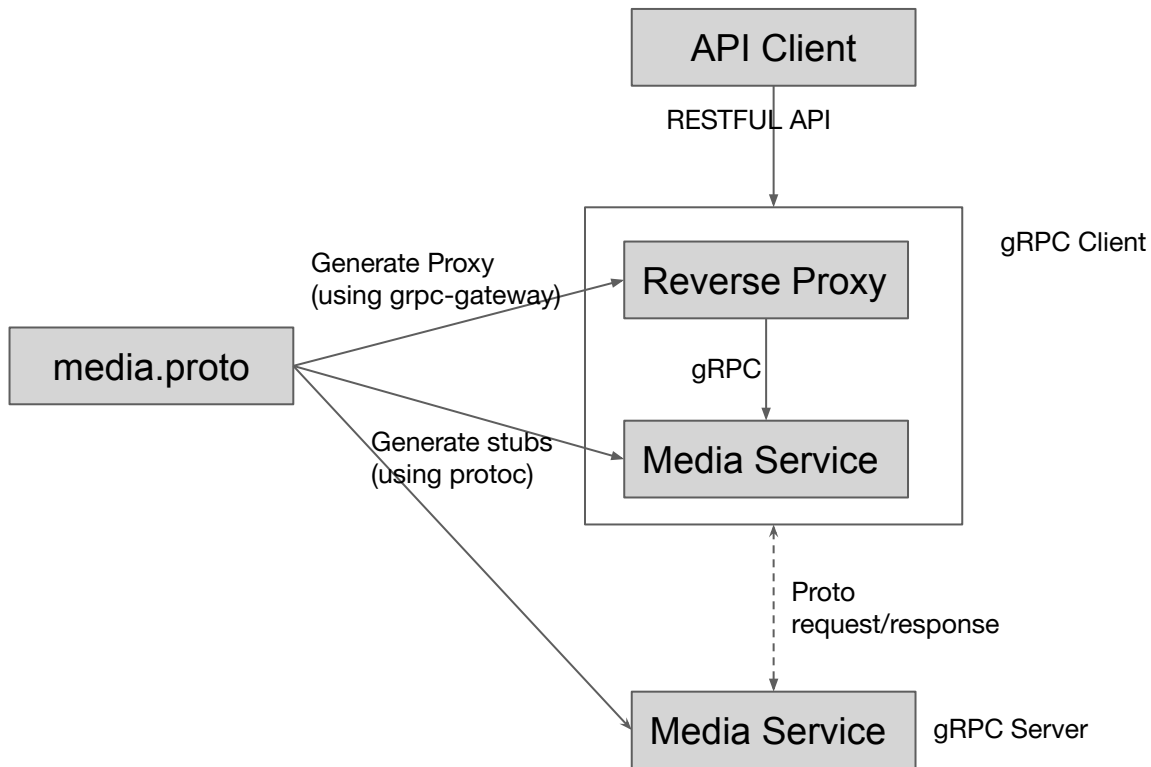 API Client
RESTFUL API
gRPC Client
Generate Proxy
(using grpc-gateway)
Reverse Proxy
media.proto
gRPC
Generate stubs
(using protoc)
Media Service
Proto
request/response
Media Service
gRPC Server